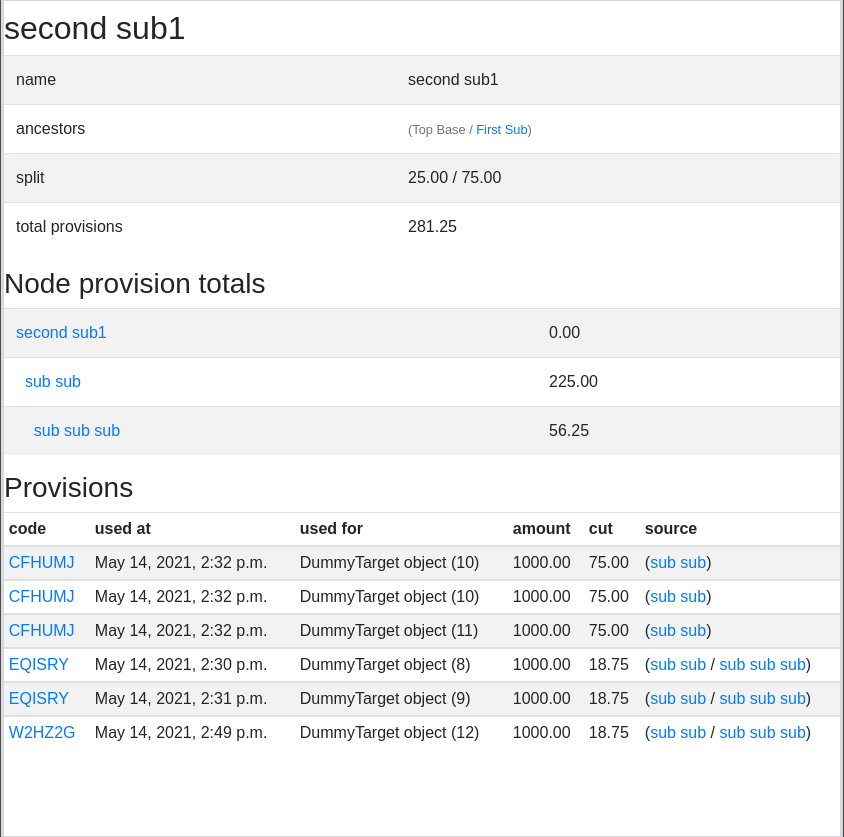 second sub1
name second sub1
ancestors (Top Base / First Sub)
split 25.00 / 75.00
total provisions 281.25
Node provision totals
second sub1 0.00
sub sub 225.00
sub sub sub 56.25
Provisions
code used at used for amount cut source
CFHUMJ May 14, 2021, 2:32 p.m. DummyTarget object (10) 1000.00 75.00 (sub sub)
CFHUMJ May 14, 2021, 2:32 p.m. DummyTarget object (10) 1000.00 75.00 (sub sub)
CFHUMJ May 14, 2021, 2:32 p.m. DummyTarget object (11) 1000.00 75.00 (sub sub)
EQISRY May 14, 2021, 2:30 p.m. DummyTarget object (8) 1000.00 18.75 (sub sub / sub sub sub)
EQISRY May 14, 2021, 2:31 p.m. DummyTarget object (9) 1000.00 18.75 (sub sub / sub sub sub)
W2HZ2G May 14, 2021, 2:49 p.m. DummyTarget object (12) 1000.00 18.75 (sub sub / sub sub sub)